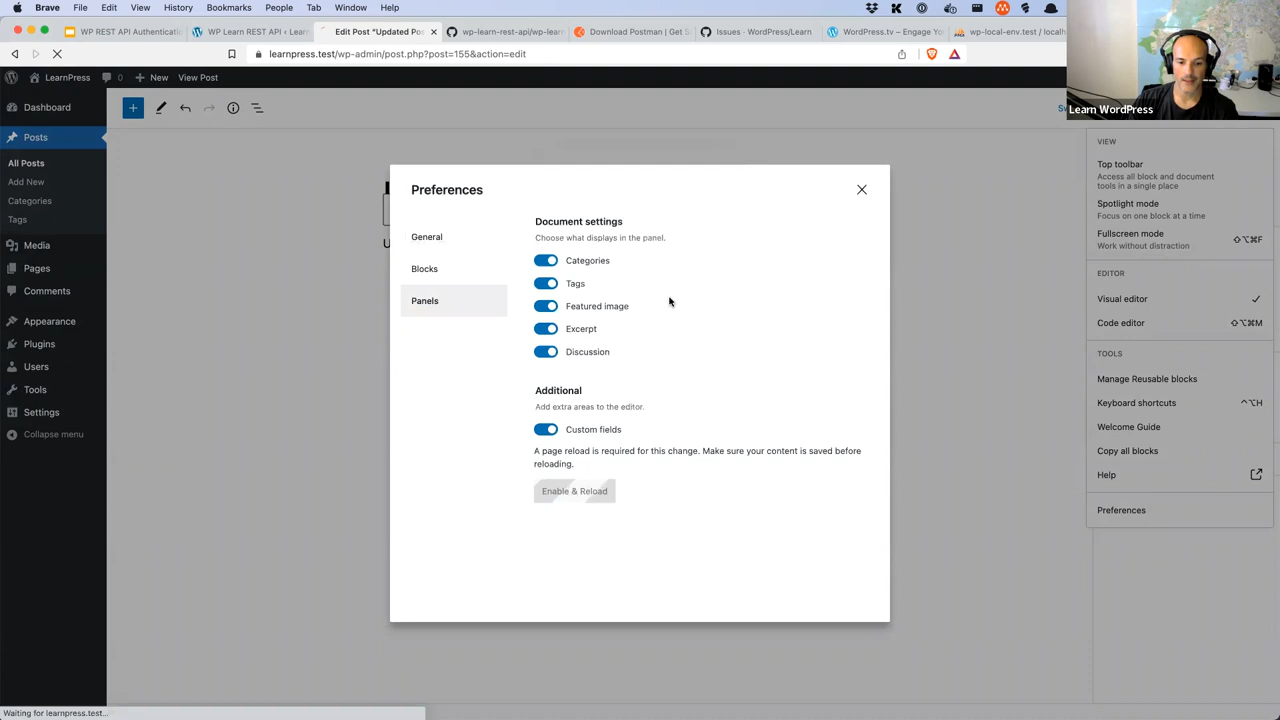 Brave File Edit View History Bookmarks People Tab Window Help
WP REST API Authenticati
WP Learn REST API ‹ Learn
Edit Post "Updated Po
wp-learn-rest-api/wp-lear
Download Postman | Get S
Issues · WordPress/Learn
WordPress.tv – Engage Yo
wp-local-env.test / localh
learnpress.test/wp-admin/post.php?post=155&action=edit
LearnPress 0 New View Post
Learn WordPress
Dashboard
Posts
All Posts
Add New
Categories
Tags
Media
Pages
Comments
Appearance
Plugins
Users
Tools
Settings
Collapse menu
Preferences
General
Blocks
Panels
Document settings
Choose what displays in the panel.
Categories
Tags
Featured image
Excerpt
Discussion
Additional
Add extra areas to the editor.
Custom fields
A page reload is required for this change. Make sure your content is saved before
reloading.
Enable & Reload
VIEW
Top toolbar
Access all block and document
tools in a single place
Spotlight mode
Focus on one block at a time
Fullscreen mode ⇧⌥⌘F
Work without distraction
EDITOR
Visual editor ✓
Code editor ⇧⌥⌘M
TOOLS
Manage Reusable blocks
Keyboard shortcuts ⌃⌥H
Welcome Guide
Copy all blocks
Help
Preferences
Waiting for learnpress.test...